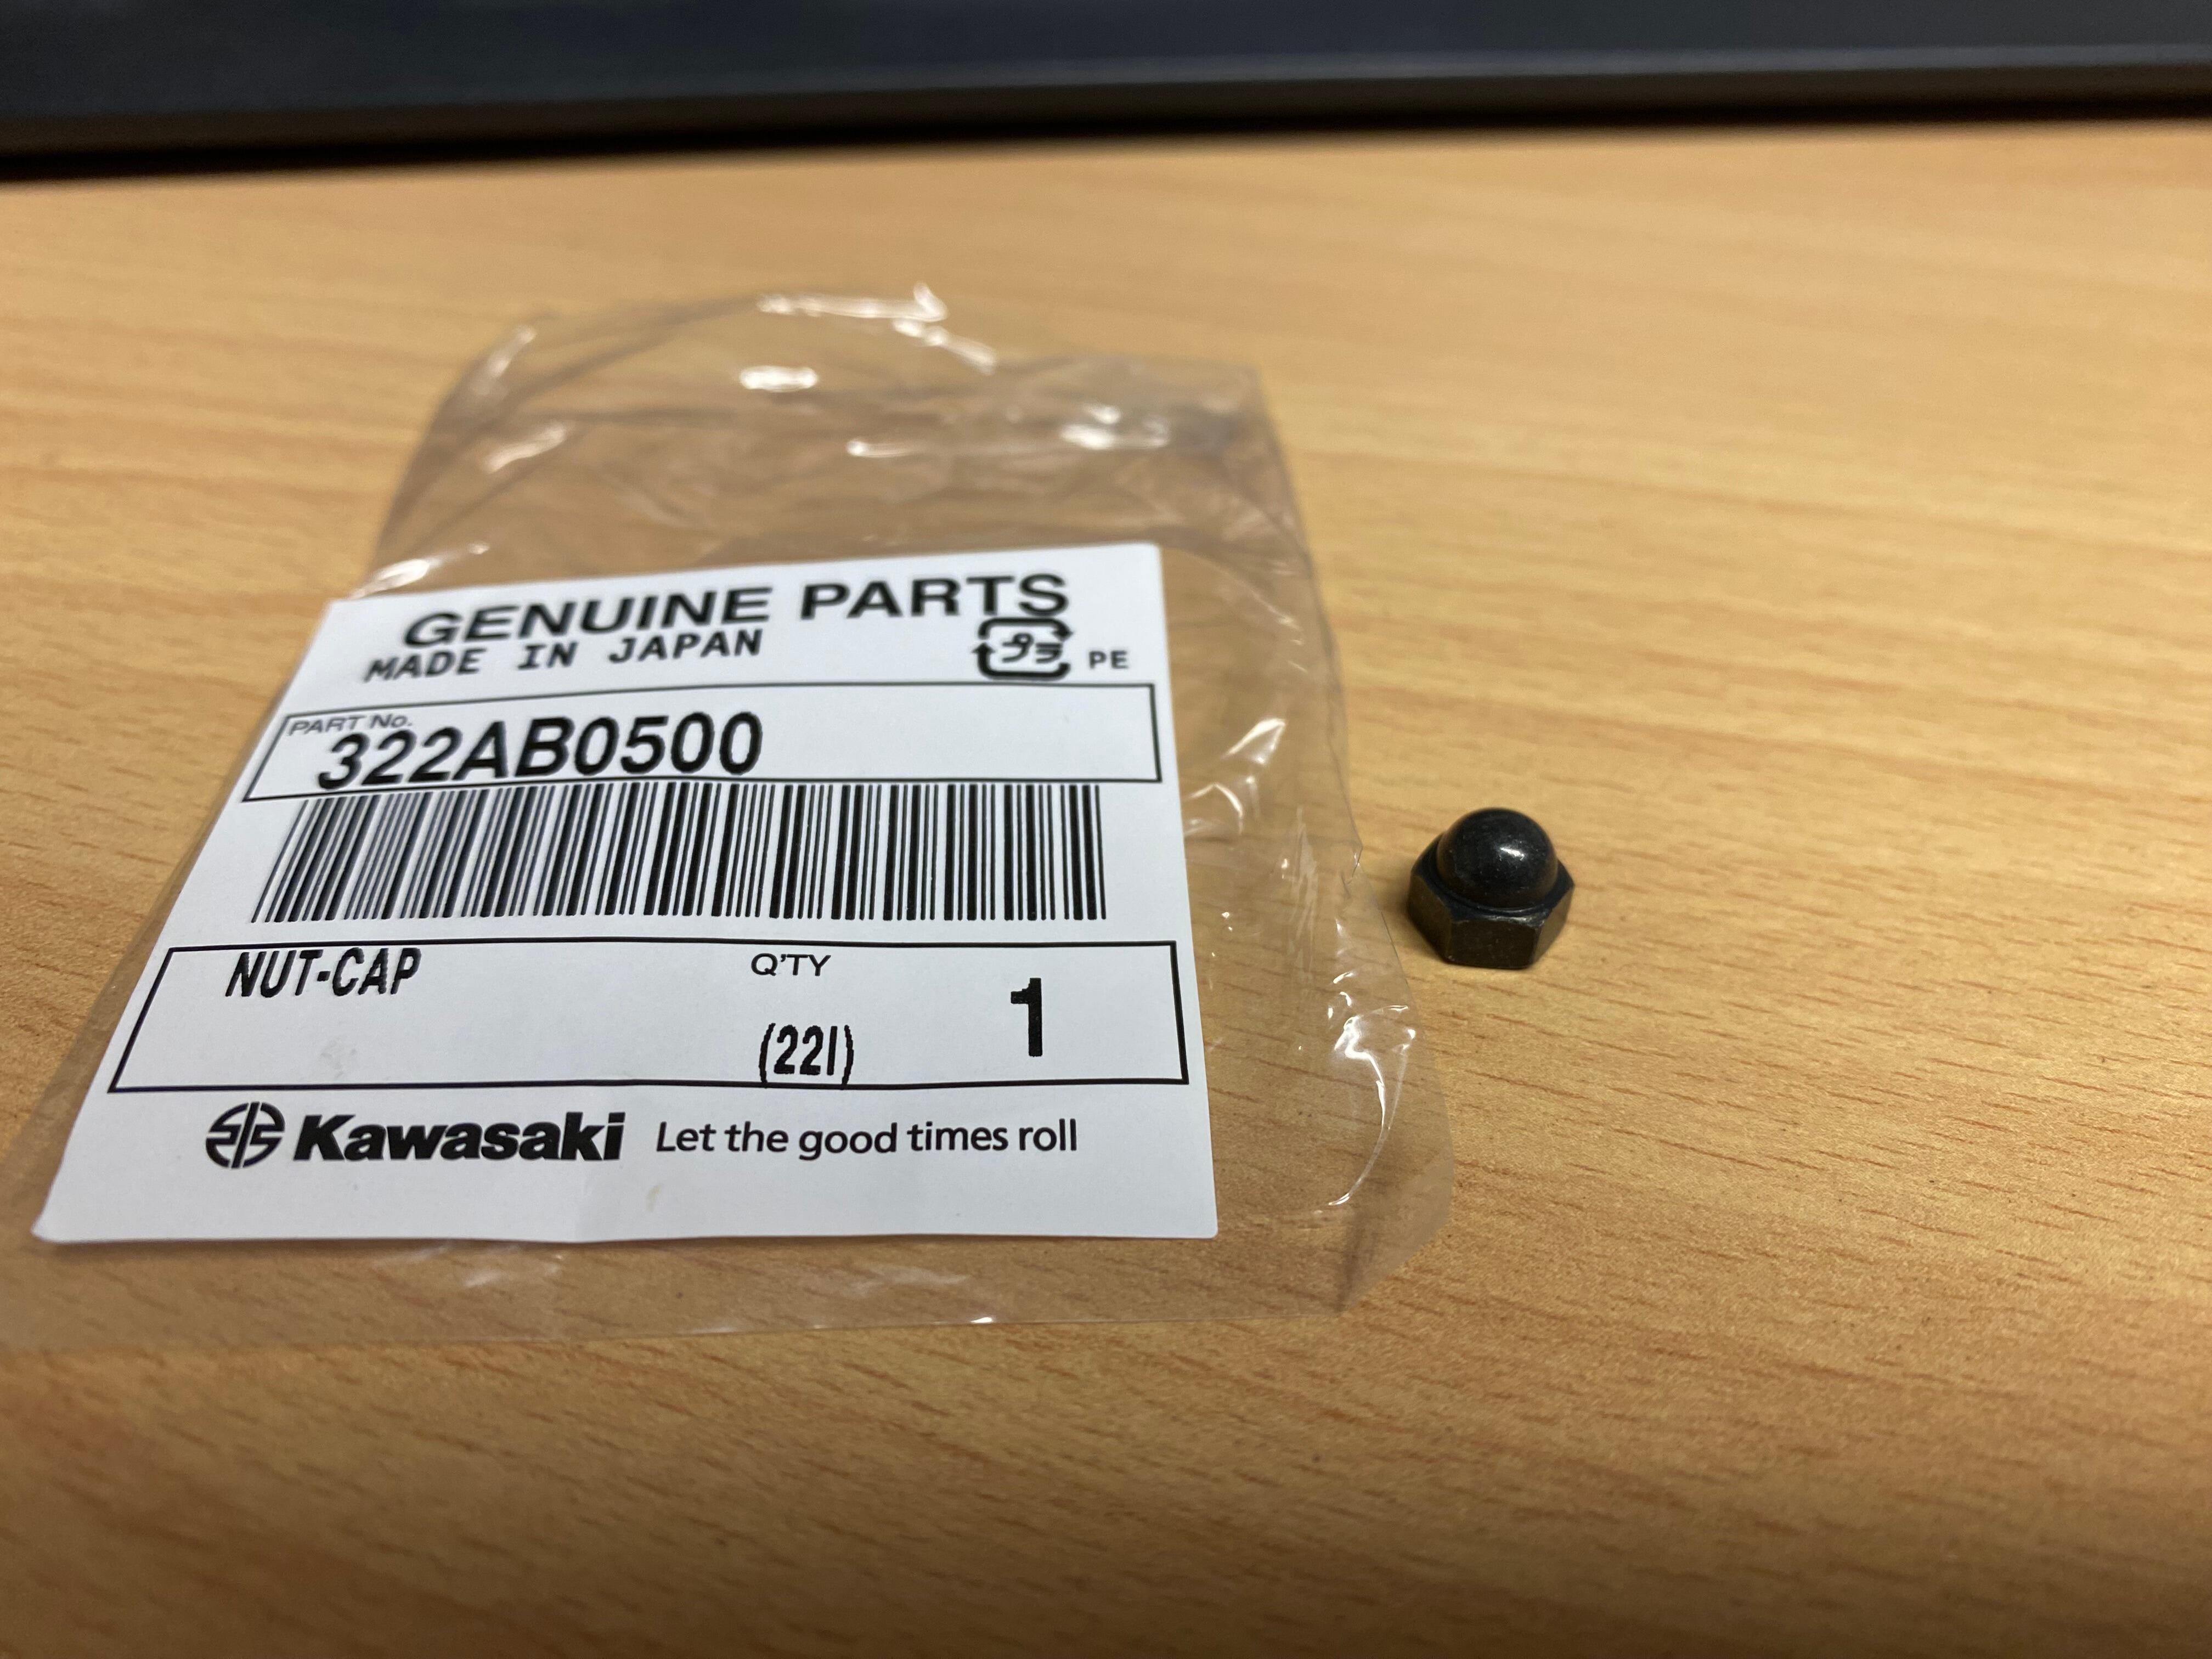 GENUINE PARTS
MADE IN JAPAN
プラ PE
PART No.
322AB0500
NUT-CAP
Q'TY
(22I)
1
Kawasaki Let the good times roll